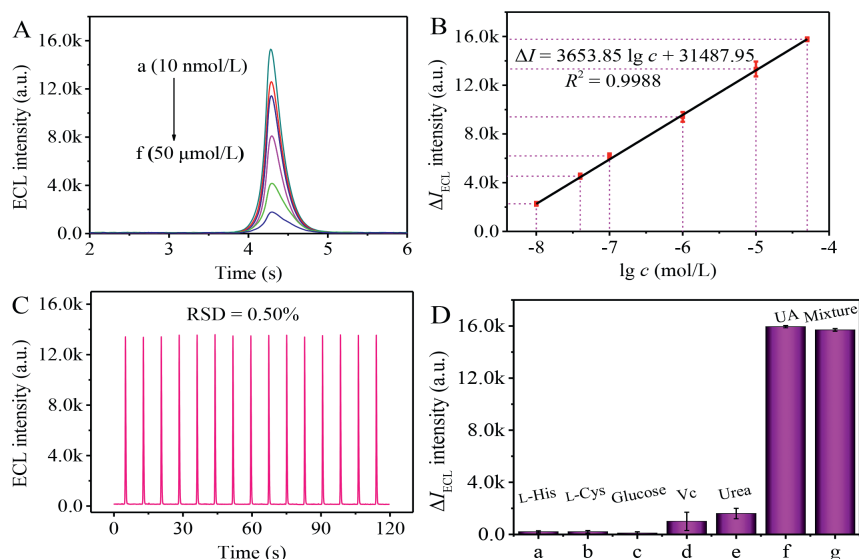 A
16.0k
12.0k
8.0k
4.0k
0.0
ECL intensity (a.u.)
a (10 nmol/L)
f (50 μmol/L)
2 3 4 5 6
Time (s)
B
16.0k
12.0k
8.0k
4.0k
0.0
ΔI_ECL intensity (a.u.)
ΔI = 3653.85 lg c + 31487.95
R² = 0.9988
-8 -7 -6 -5 -4
lg c (mol/L)
C
16.0k
12.0k
8.0k
4.0k
0.0
ECL intensity (a.u.)
RSD = 0.50%
0 30 60 90 120
Time (s)
D
16.0k
12.0k
8.0k
4.0k
0.0
ΔI_ECL intensity (a.u.)
L-His L-Cys Glucose Vc Urea UA Mixture
a b c d e f g